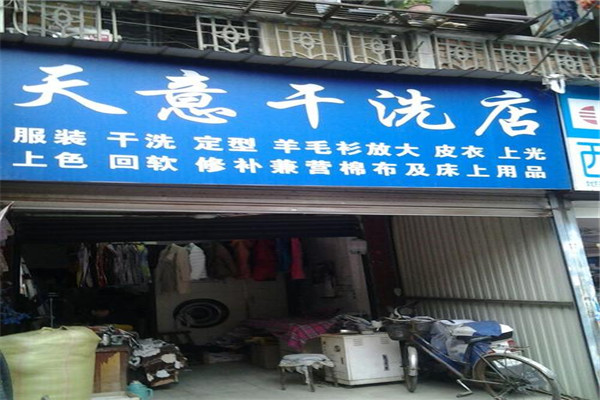 天意干洗店
服装 干洗 定型 羊毛衫放大 皮衣 上光
上色 回软 修补兼营棉布及床上用品
西